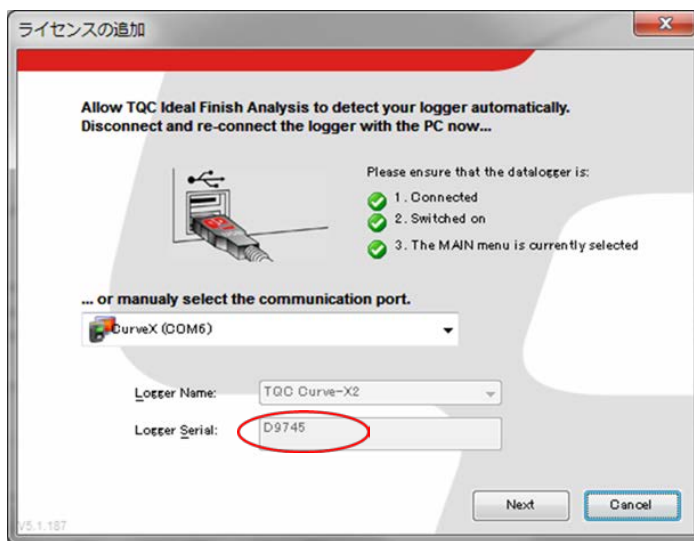 ライセンスの追加
Allow TQC Ideal Finish Analysis to detect your logger automatically.
Disconnect and re-connect the logger with the PC now...
Please ensure that the datalogger is:
1. Connected
2. Switched on
3. The MAIN menu is currently selected
... or manualy select the communication port.
CurveX (COM6)
Logger Name: TQC Curve-X2
Logger Serial: D9745
Next Cancel
V5.1.187